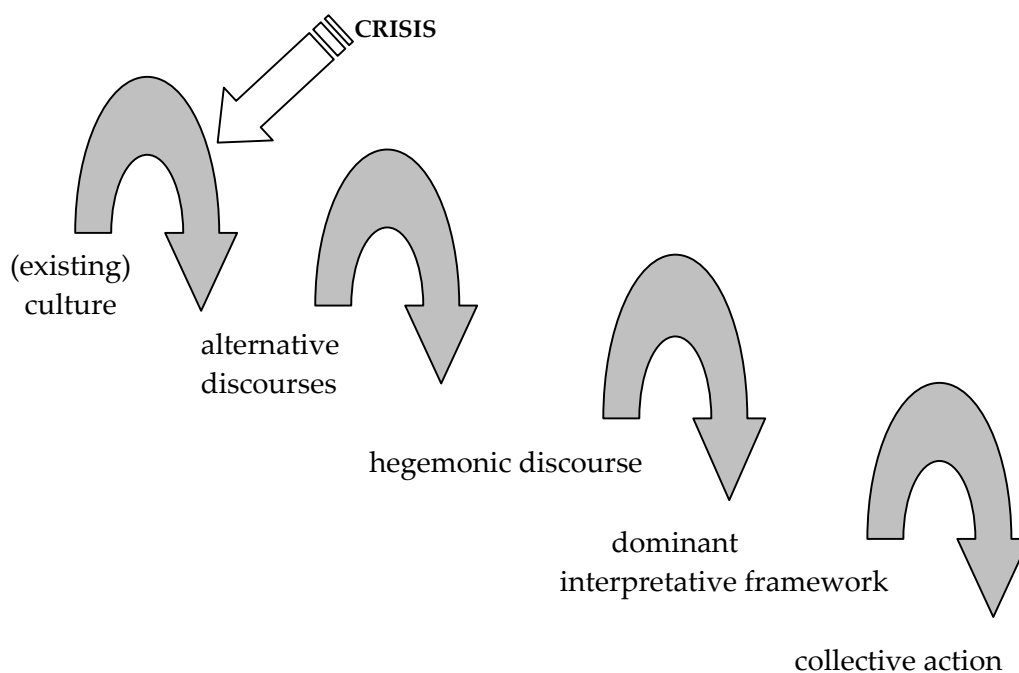 CRISIS
(existing)
culture
alternative
discourses
hegemonic discourse
dominant
interpretative framework
collective action